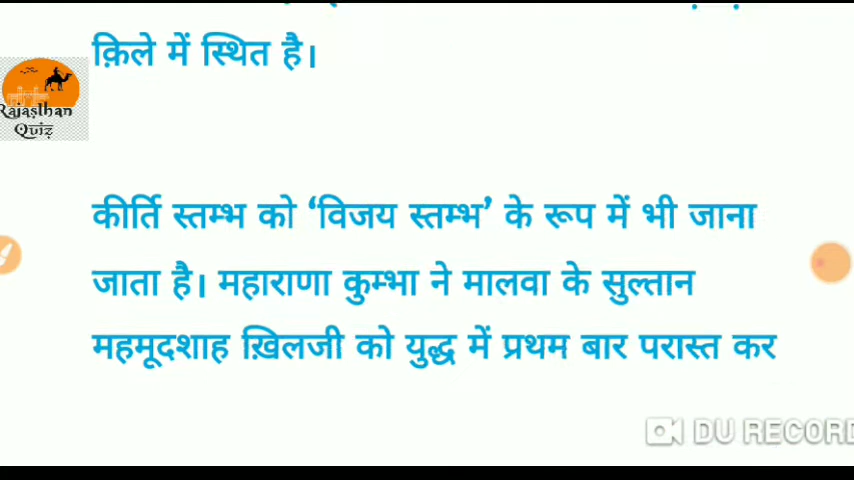 क़िले में स्थित है।
Rajasthan
Quiz
कीर्ति स्तम्भ को ‘विजय स्तम्भ’ के रूप में भी जाना
जाता है। महाराणा कुम्भा ने मालवा के सुल्तान
महमूदशाह ख़िलजी को युद्ध में प्रथम बार परास्त कर
DU RECORD